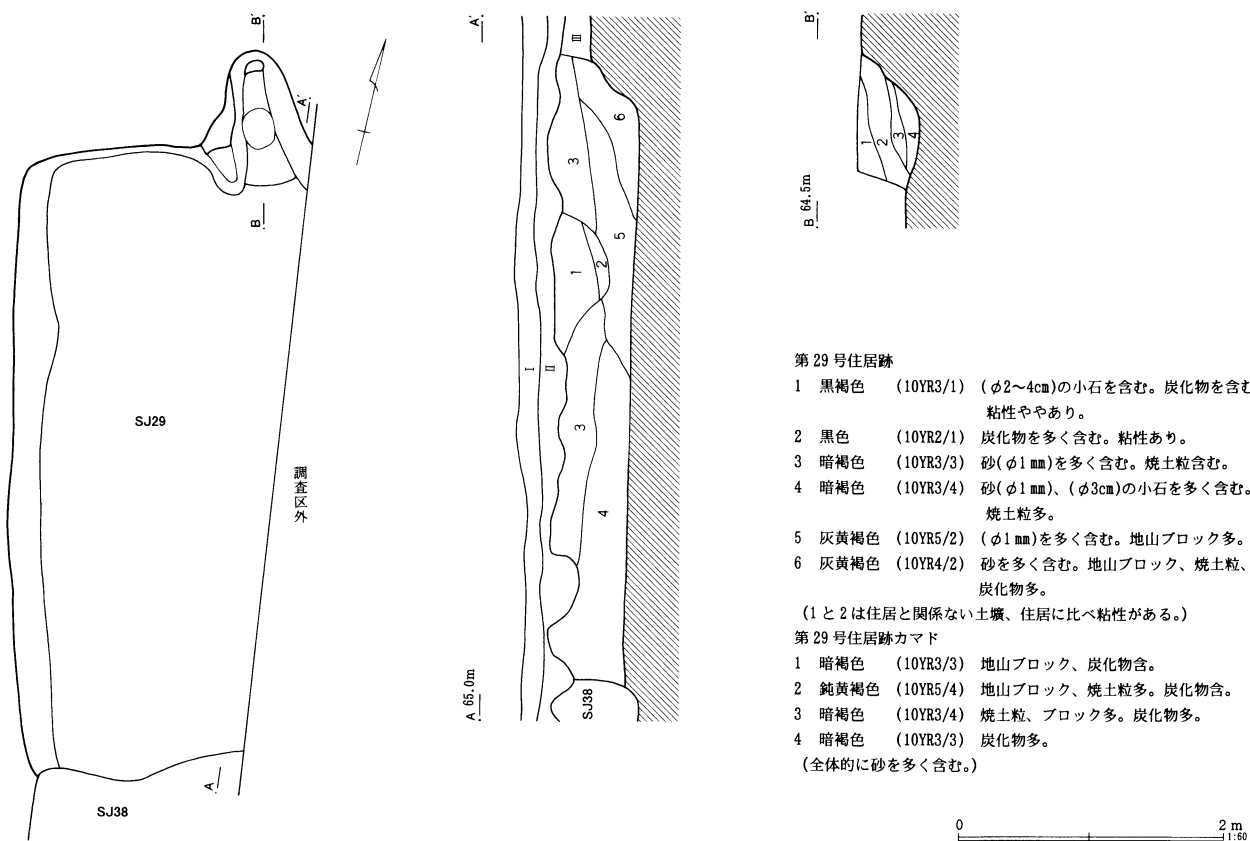 B′
A′
B
SJ29
調査区外
A
SJ38
A′
Ⅲ
6
3
5
2
1
Ⅰ
Ⅱ
3
4
SJ38
A 65.0m
B′
1
2
3
4
B 64.5m
第29号住居跡
1 黒褐色 (10YR3/1) (φ2～4cm)の小石を含む。炭化物を含む
粘性ややあり。
2 黒色 (10YR2/1) 炭化物を多く含む。粘性あり。
3 暗褐色 (10YR3/3) 砂(φ1mm)を多く含む。焼土粒含む。
4 暗褐色 (10YR3/4) 砂(φ1mm)、(φ3cm)の小石を多く含む。
焼土粒多。
5 灰黄褐色 (10YR5/2) (φ1mm)を多く含む。地山ブロック多。
6 灰黄褐色 (10YR4/2) 砂を多く含む。地山ブロック、焼土粒、
炭化物多。
(1と2は住居と関係ない土壙、住居に比べ粘性がある。)
第29号住居跡カマド
1 暗褐色 (10YR3/3) 地山ブロック、炭化物含。
2 鈍黄褐色 (10YR5/4) 地山ブロック、焼土粒多。炭化物含。
3 暗褐色 (10YR3/4) 焼土粒、ブロック多。炭化物多。
4 暗褐色 (10YR3/3) 炭化物多。
(全体的に砂を多く含む。)
0 2 m
1:60